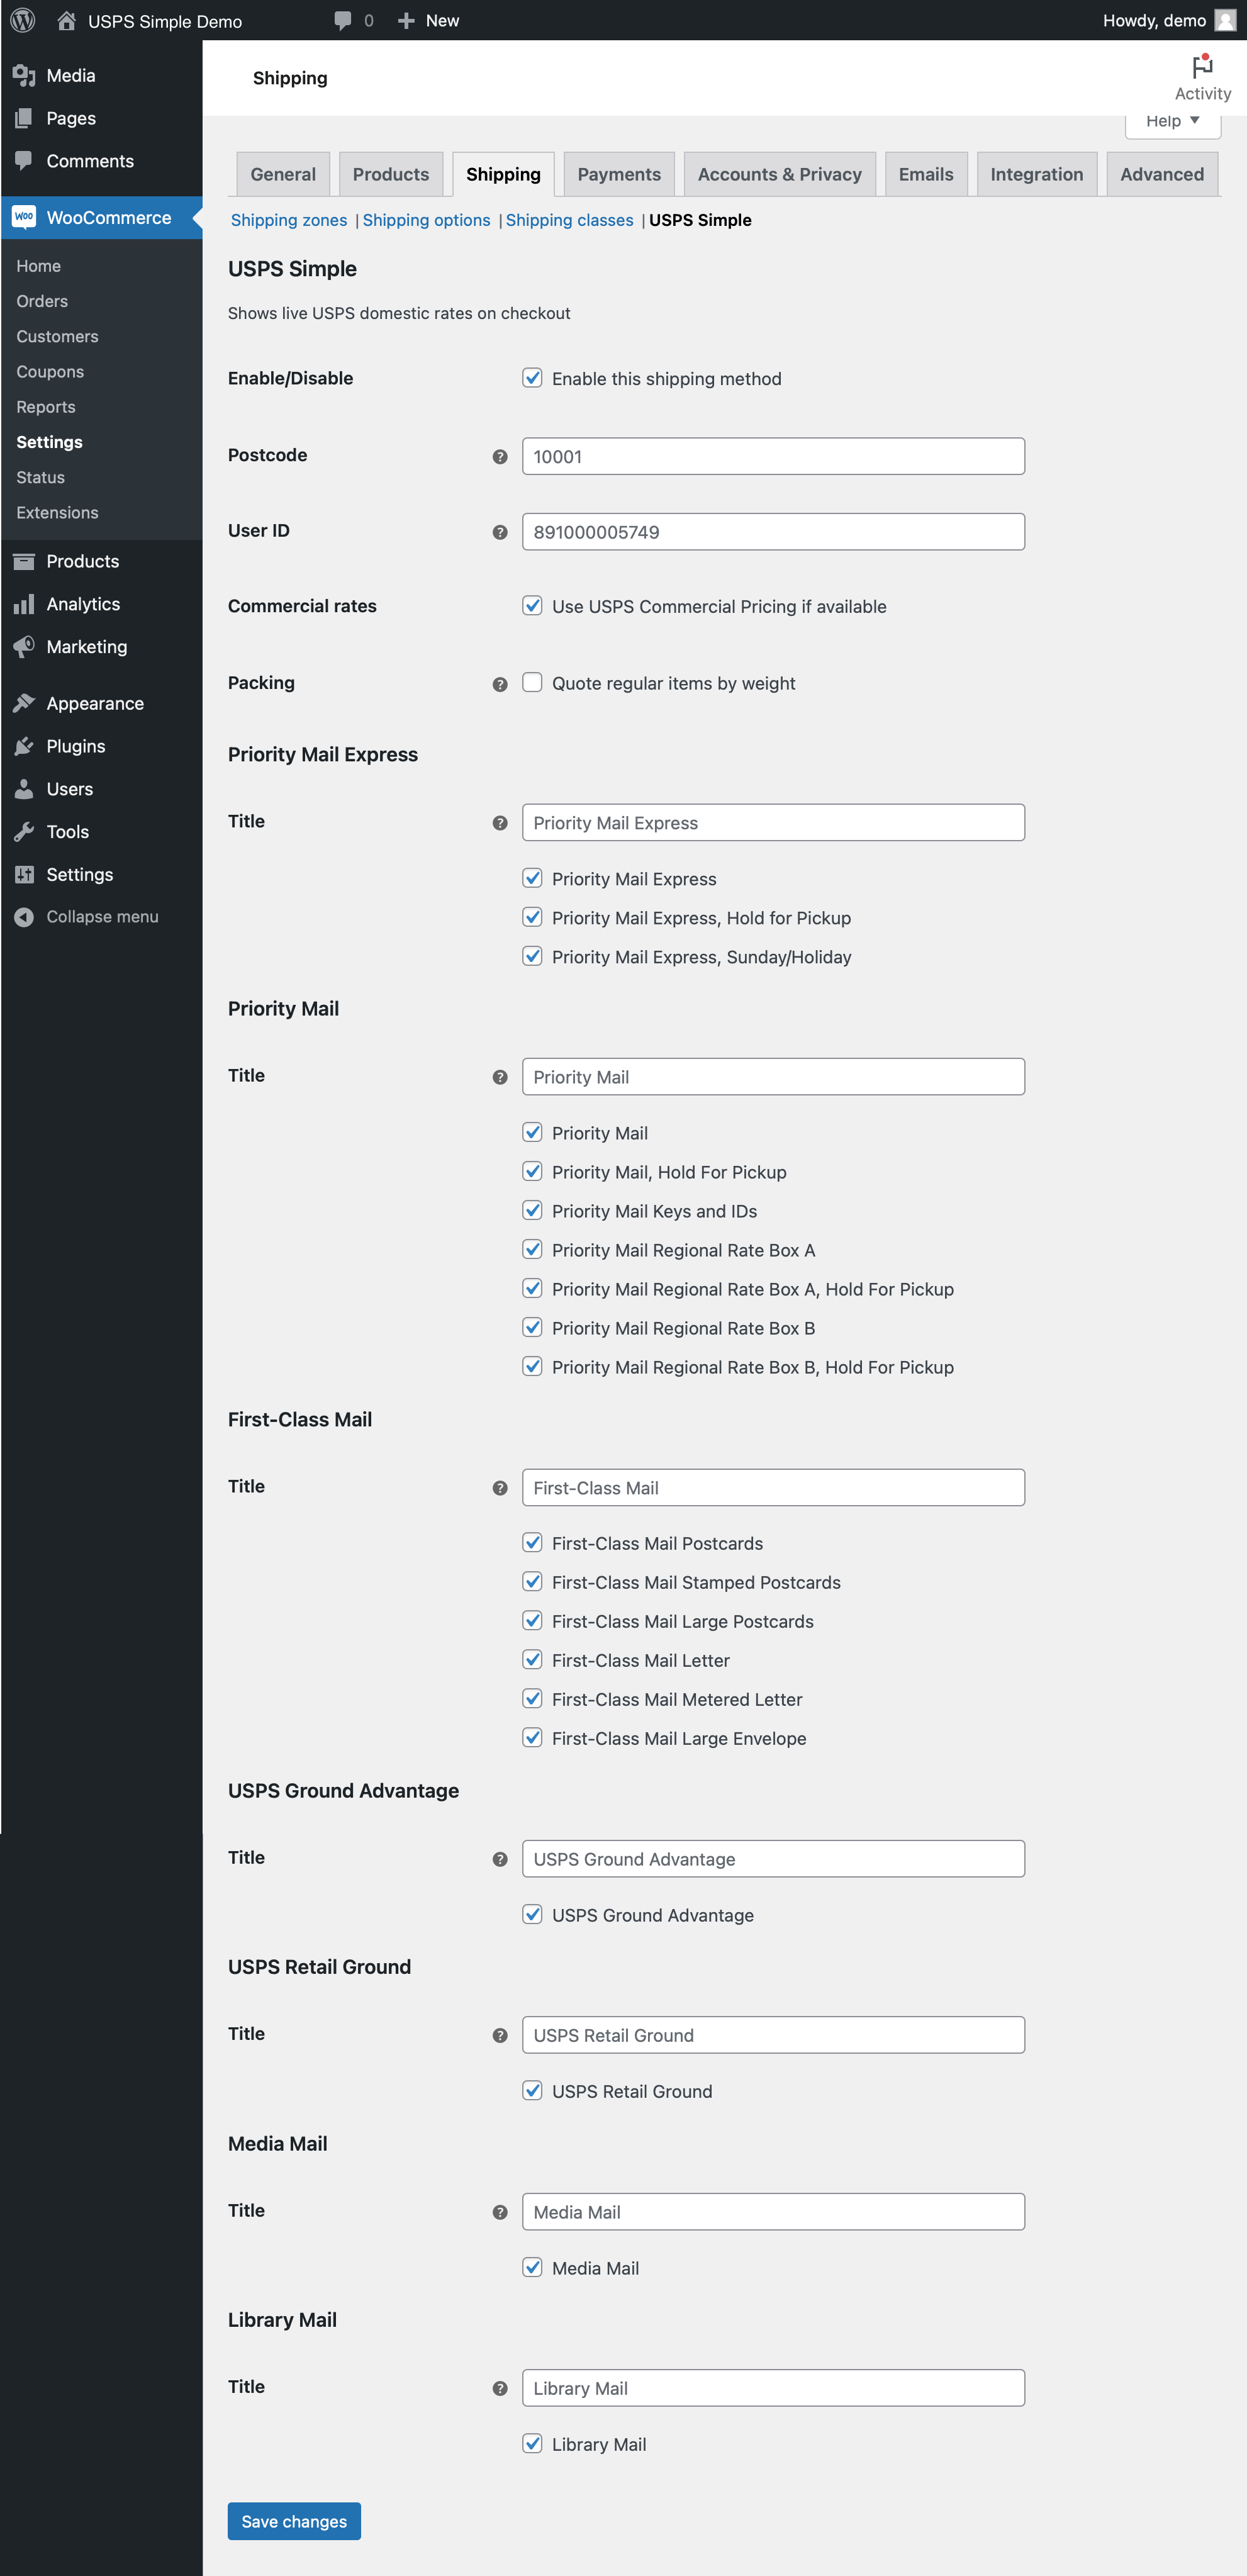 USPS Simple Demo 0 New Howdy, demo
Media
Pages
Comments
WooCommerce
Home
Orders
Customers
Coupons
Reports
Settings
Status
Extensions
Products
Analytics
Marketing
Appearance
Plugins
Users
Tools
Settings
Collapse menu
Shipping
Activity
Help
General Products Shipping Payments Accounts & Privacy Emails Integration Advanced
Shipping zones | Shipping options | Shipping classes | USPS Simple
USPS Simple
Shows live USPS domestic rates on checkout
Enable/Disable Enable this shipping method
Postcode ? 10001
User ID ? 891000005749
Commercial rates Use USPS Commercial Pricing if available
Packing ? Quote regular items by weight
Priority Mail Express
Title ? Priority Mail Express
Priority Mail Express
Priority Mail Express, Hold for Pickup
Priority Mail Express, Sunday/Holiday
Priority Mail
Title ? Priority Mail
Priority Mail
Priority Mail, Hold For Pickup
Priority Mail Keys and IDs
Priority Mail Regional Rate Box A
Priority Mail Regional Rate Box A, Hold For Pickup
Priority Mail Regional Rate Box B
Priority Mail Regional Rate Box B, Hold For Pickup
First-Class Mail
Title ? First-Class Mail
First-Class Mail Postcards
First-Class Mail Stamped Postcards
First-Class Mail Large Postcards
First-Class Mail Letter
First-Class Mail Metered Letter
First-Class Mail Large Envelope
USPS Ground Advantage
Title ? USPS Ground Advantage
USPS Ground Advantage
USPS Retail Ground
Title ? USPS Retail Ground
USPS Retail Ground
Media Mail
Title ? Media Mail
Media Mail
Library Mail
Title ? Library Mail
Library Mail
Save changes